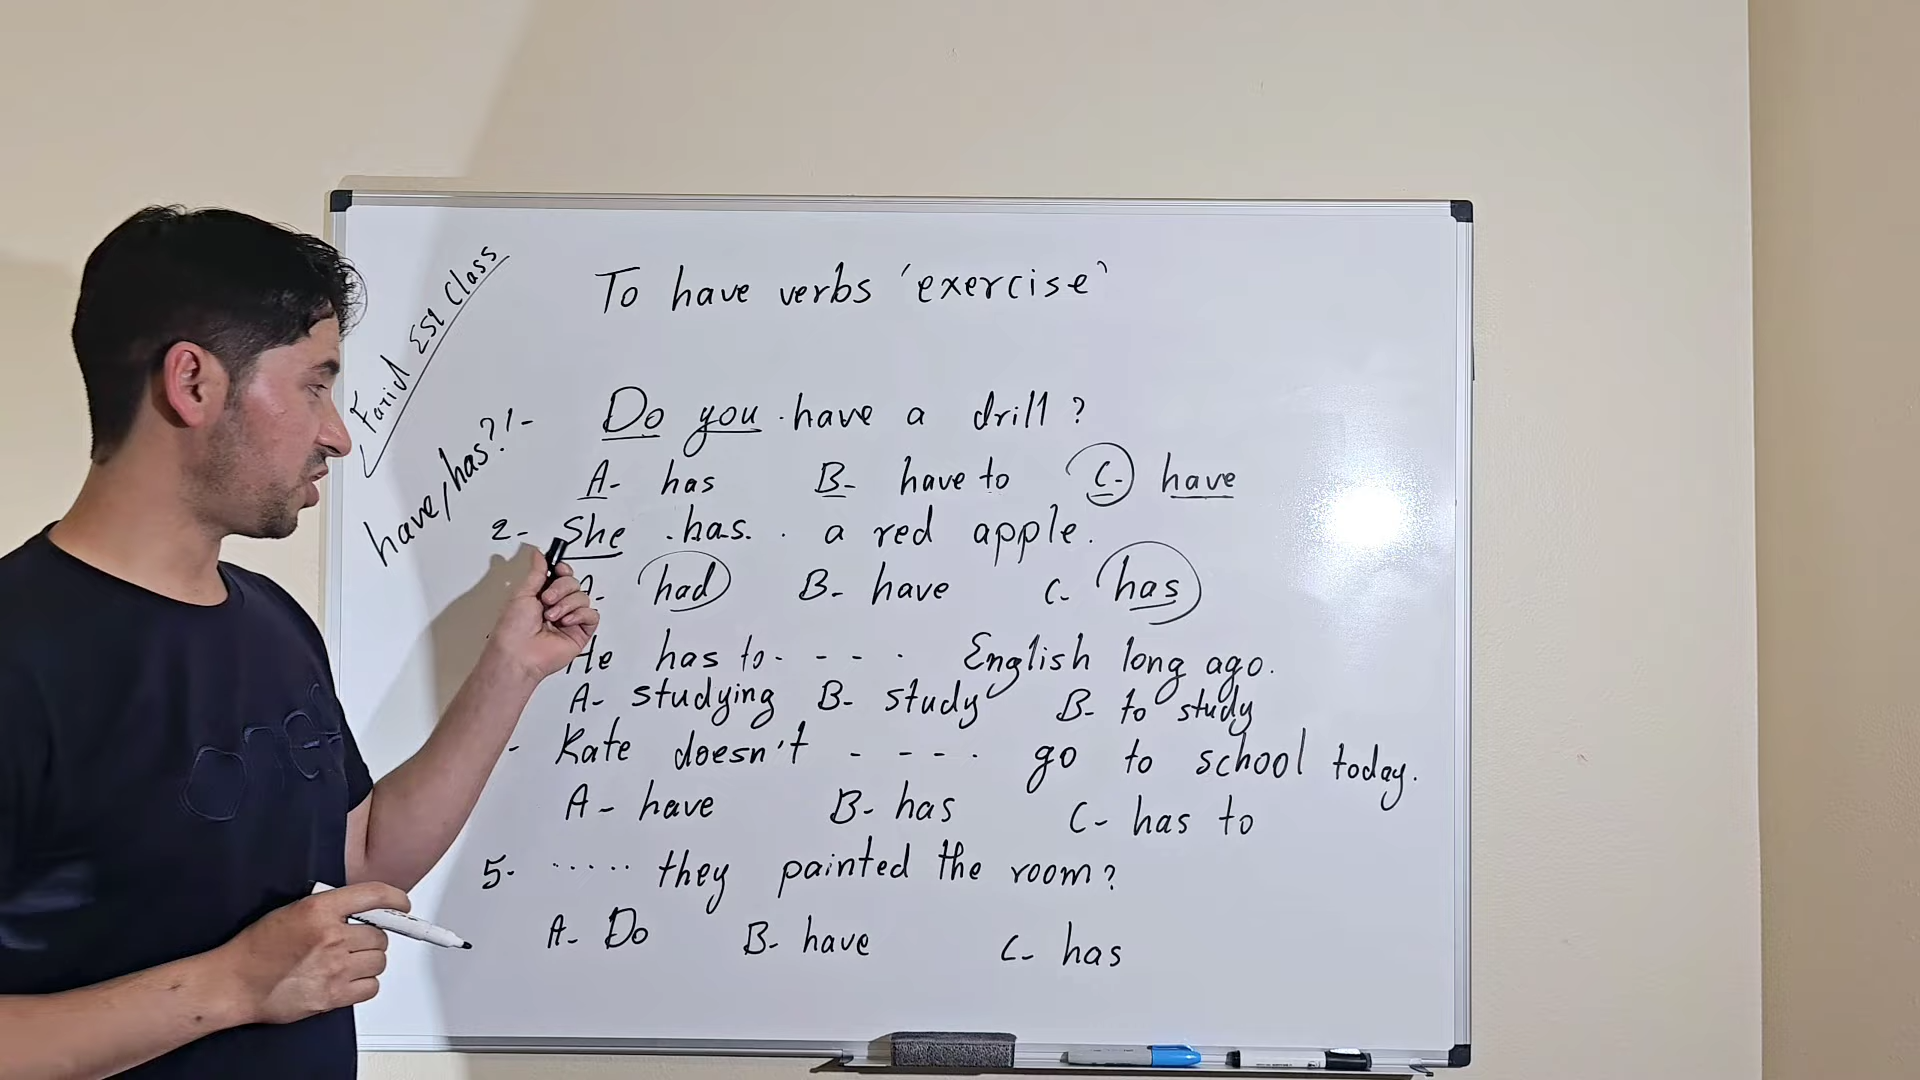 Farid ESL Class
To have verbs 'exercise'
have/has?
1- Do you have a drill?
A- has B- have to C- have
2- She .has. . a red apple.
A- had B- have C- has
He has to - - - . English long ago.
A- studying B- study B- to study
- Kate doesn't - - - - . go to school today.
A- have B- has C- has to
5- ..... they painted the room?
A- Do B- have C- has